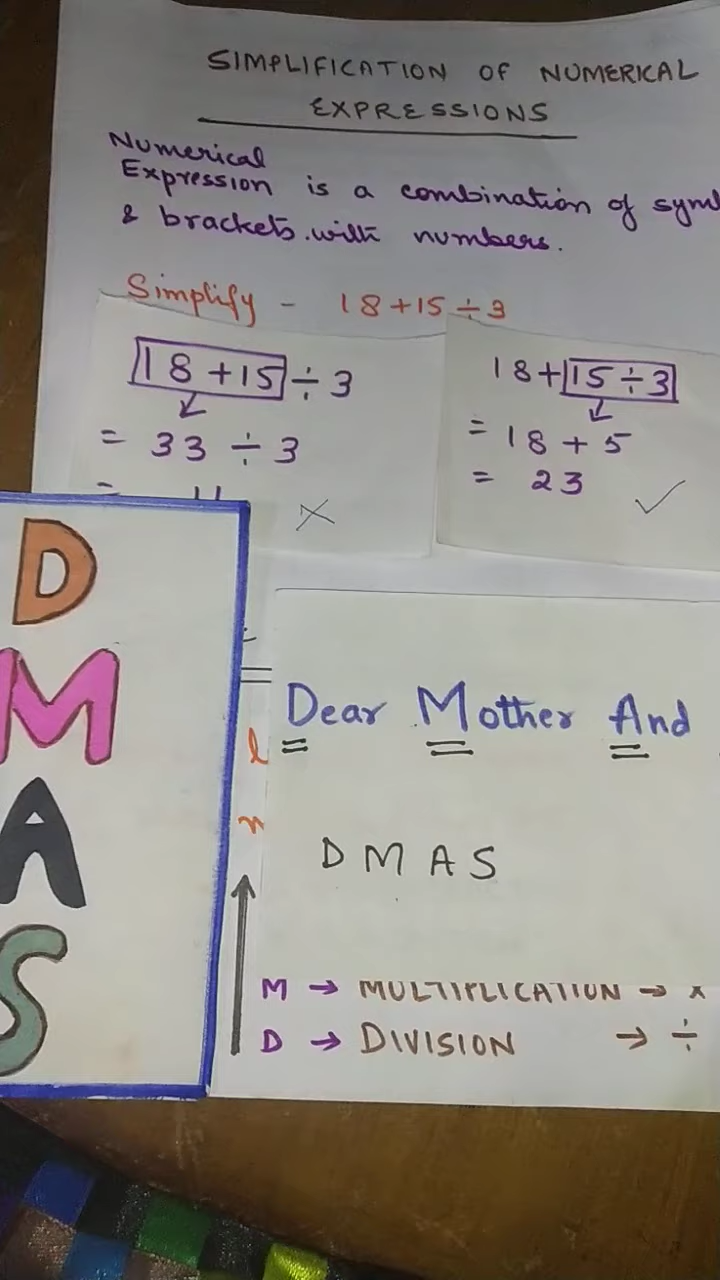 SIMPLIFICATION OF NUMERICAL
EXPRESSIONS
Numerical
Expression is a combination of
& brackets with numbers.
Simplify - 18+15÷3
18+15÷3
= 33 ÷ 3
= 11 ×
18+15÷3
= 18 + 5
= 23 ✓
D
M
A
S
Dear Mother And
DMAS
M → MULTIPLICATION → ×
D → DIVISION → ÷